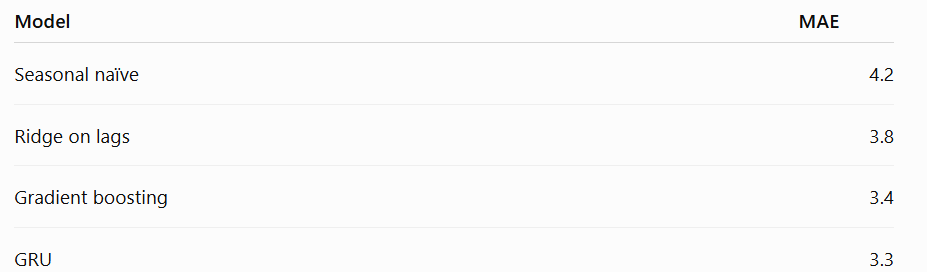 Model MAE
Seasonal naïve 4.2
Ridge on lags 3.8
Gradient boosting 3.4
GRU 3.3